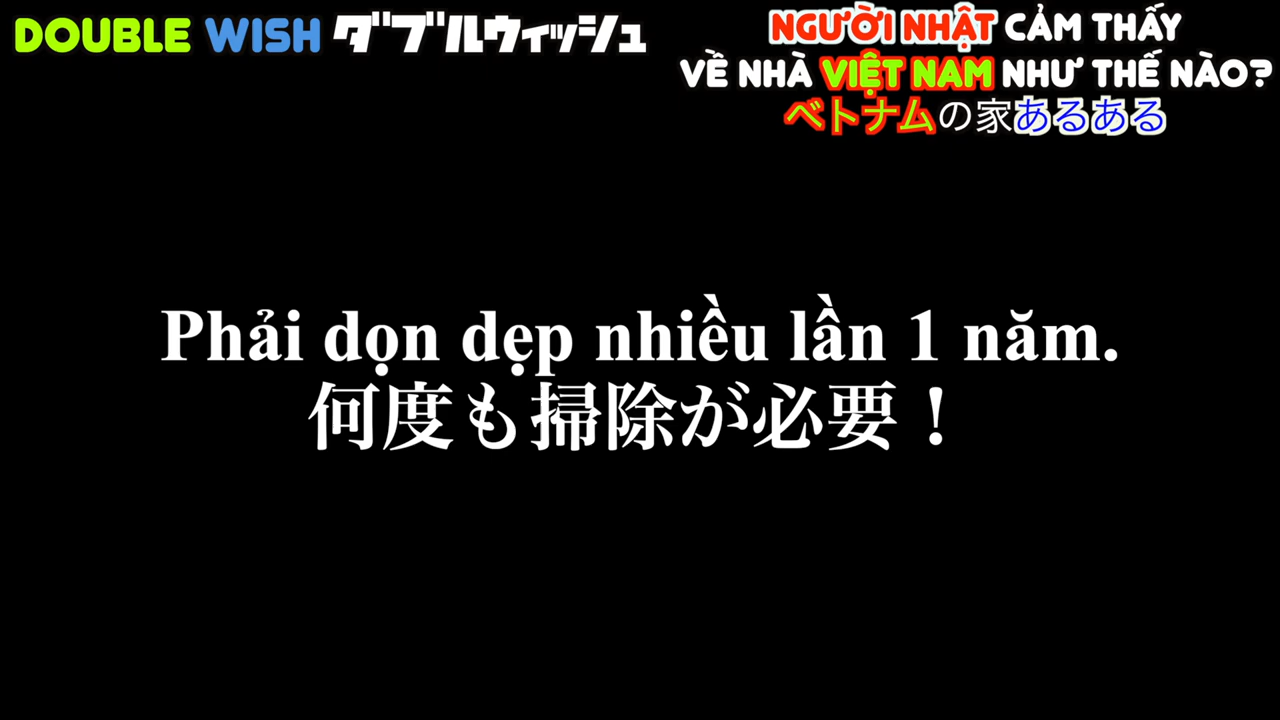 DOUBLE WISH ダブルウィッシュ
NGƯỜI NHẬT CẢM THẤY
VỀ NHÀ VIỆT NAM NHƯ THẾ NÀO?
ベトナムの家あるある
Phải dọn dẹp nhiều lần 1 năm.
何度も掃除が必要！